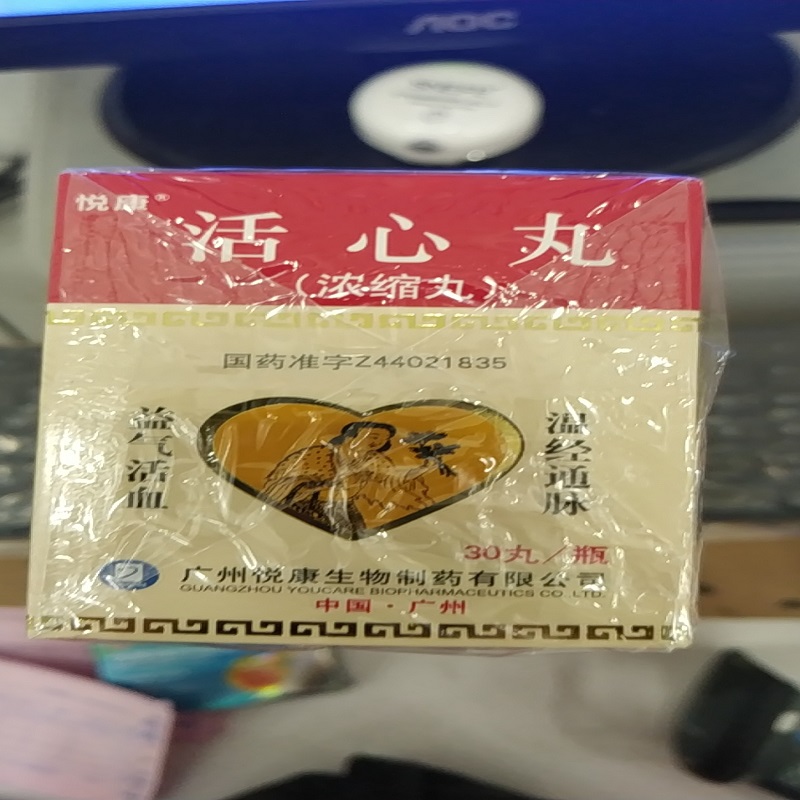 AOC
悦康®
活心丸
（浓缩丸）
国药准字Z44021835
益气活血
温经通脉
30丸／瓶
广州悦康生物制药有限公司
GUANGZHOU YOUCARE BIOPHARMACEUTICS CO. LTD.
中国·广州